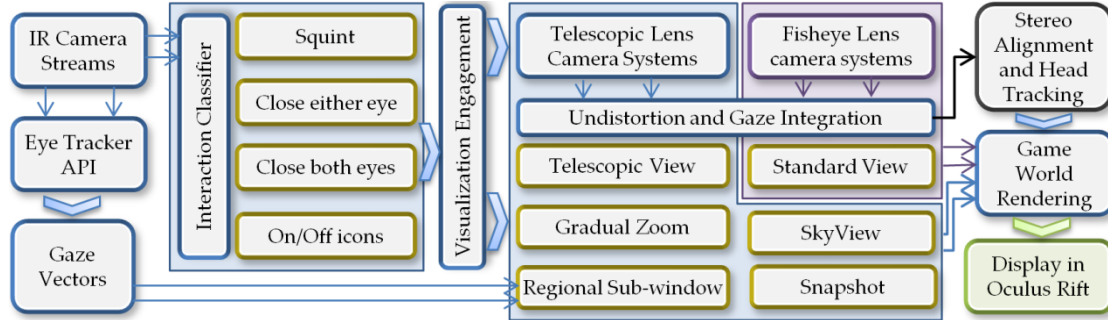 IR Camera
Streams
Eye Tracker
API
Gaze
Vectors
Interaction Classifier
Squint
Close either eye
Close both eyes
On/Off icons
Visualization Engagement
Telescopic Lens
Camera Systems
Fisheye Lens
camera systems
Undistortion and Gaze Integration
Telescopic View
Standard View
Gradual Zoom
SkyView
Regional Sub-window
Snapshot
Stereo
Alignment
and Head
Tracking
Game
World
Rendering
Display in
Oculus Rift